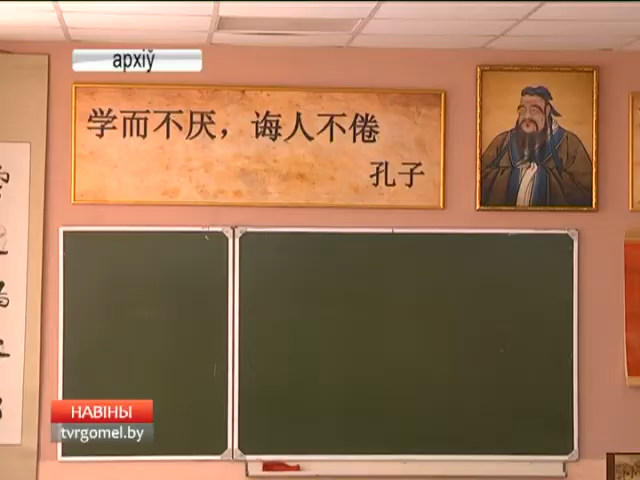 архіў
学而不厌，诲人不倦
孔子
НАВІНЫ
tvrgomel.by